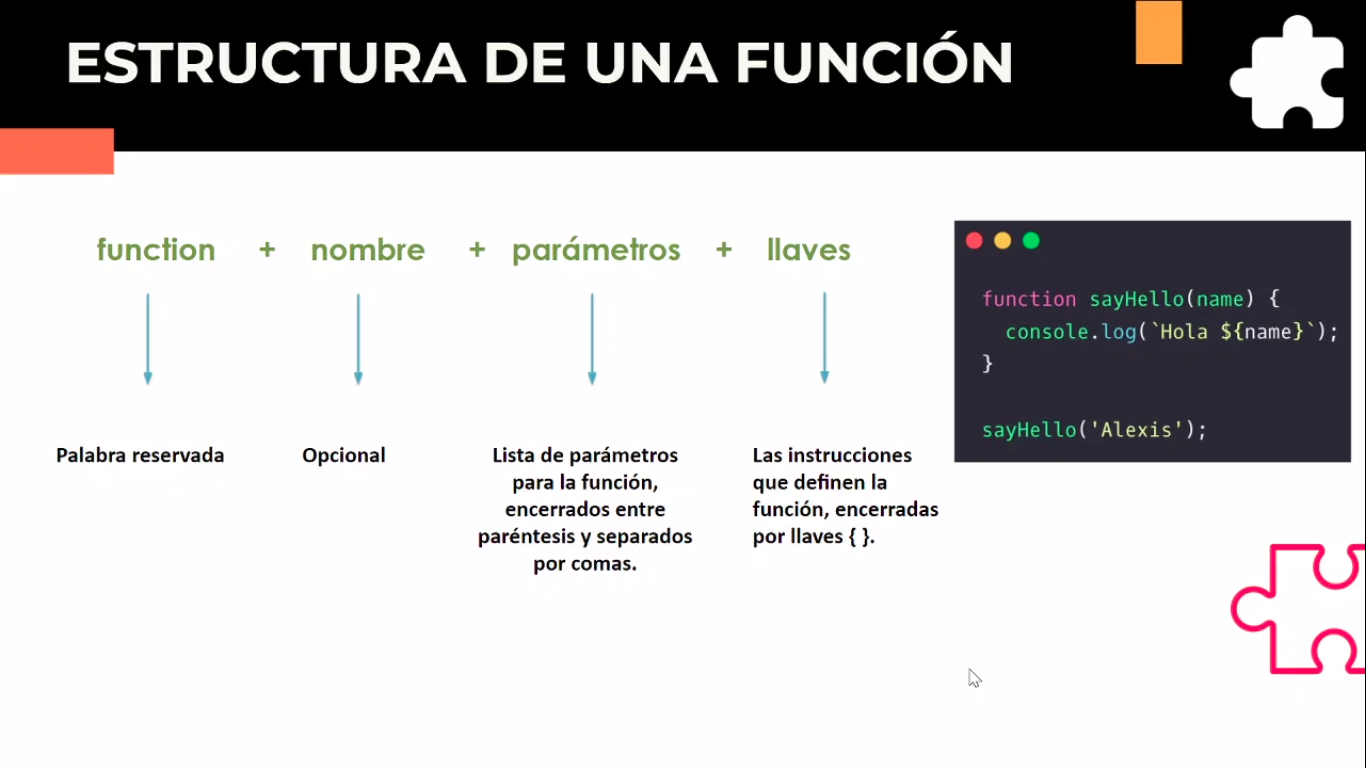 ESTRUCTURA DE UNA FUNCIÓN
function + nombre + parámetros + llaves
Palabra reservada
Opcional
Lista de parámetros
para la función,
encerrados entre
paréntesis y separados
por comas.
Las instrucciones
que definen la
función, encerradas
por llaves { }.
function sayHello(name) {
  console.log(`Hola ${name}`);
}
sayHello('Alexis');